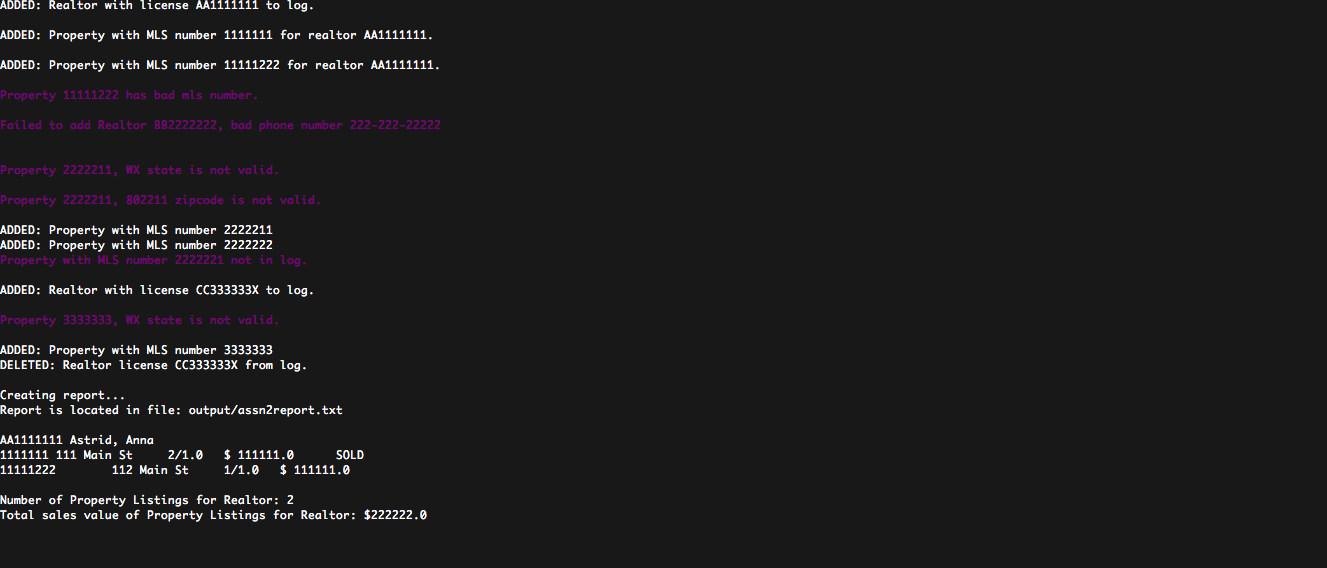 ADDED: Realtor with license AA1111111 to log.
ADDED: Property with MLS number 1111111 for realtor AA1111111.
ADDED: Property with MLS number 11111222 for realtor AA1111111.
Property 11111222 has bad mls number.
Failed to add Realtor BB2222222, bad phone number 222-222-22222
Property 2222211, WX state is not valid.
Property 2222211, 802211 zipcode is not valid.
ADDED: Property with MLS number 2222211
ADDED: Property with MLS number 2222222
Property with MLS number 2222221 not in log.
ADDED: Realtor with license CC333333X to log.
Property 3333333, WX state is not valid.
ADDED: Property with MLS number 3333333
DELETED: Realtor license CC333333X from log.
Creating report...
Report is located in file: output/assn2report.txt
AA1111111 Astrid, Anna
1111111 111 Main St     2/1.0   $ 111111.0      SOLD
11111222        112 Main St     1/1.0   $ 111111.0
Number of Property Listings for Realtor: 2
Total sales value of Property Listings for Realtor: $222222.0